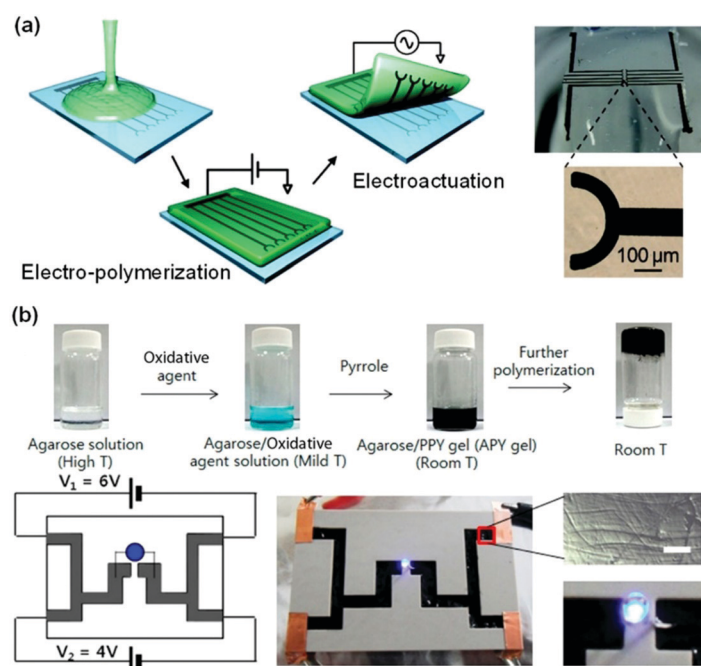 (a)
Electroactuation
Electro-polymerization
100 µm
(b)
Oxidative
agent
Pyrrole
Further
polymerization
Agarose solution
(High T)
Agarose/Oxidative
agent solution (Mild T)
Agarose/PPY gel (APY gel)
(Room T)
Room T
V₁ = 6V
V₂ = 4V